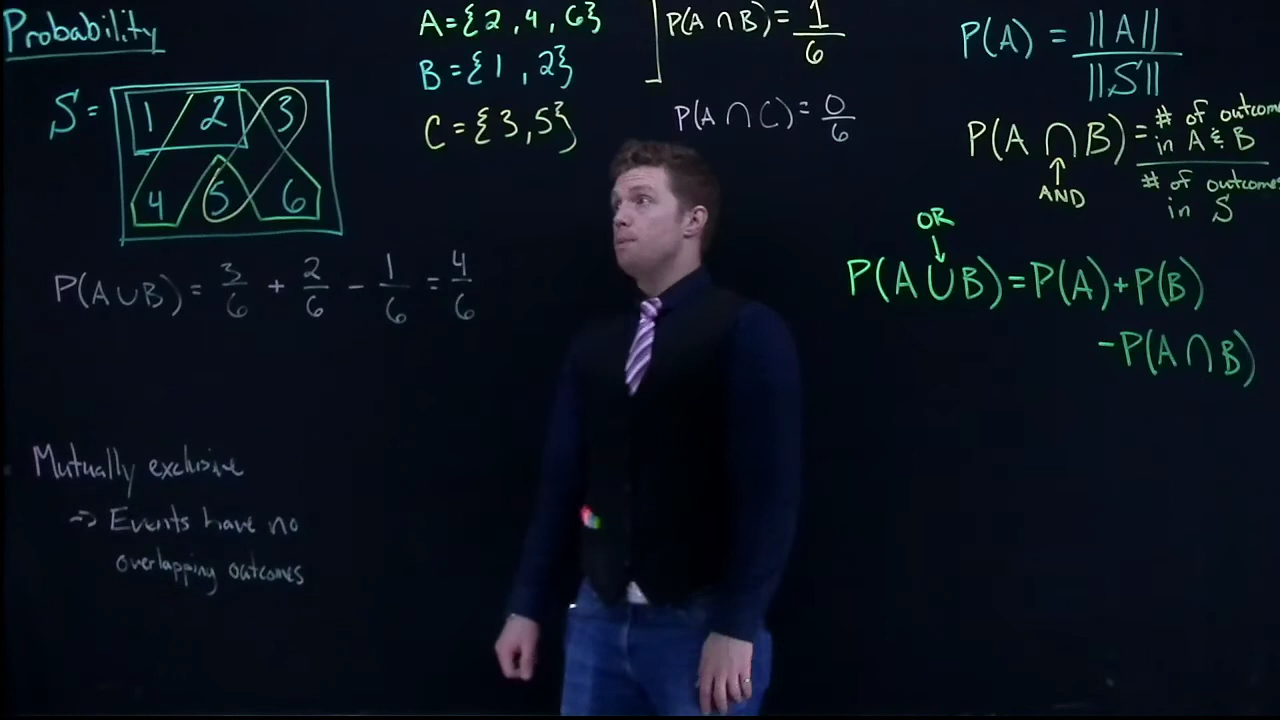 Probability
S = 1 2 3
4 5 6
A = {2, 4, 6}
B = {1, 2}
C = {3, 5}
P(A ∩ B) = 1/6
P(A ∩ C) = 0/6
P(A) = ||A||/||S||
P(A ∩ B) = # of outcome
in A & B
# of outcomes
in S
AND
OR
P(A ∪ B) = P(A) + P(B)
- P(A ∩ B)
P(A ∪ B) = 3/6 + 2/6 - 1/6 = 4/6
Mutually exclusive
⇒ Events have no
overlapping outcomes